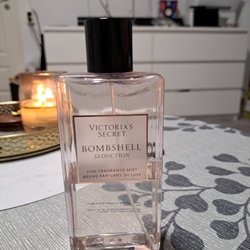 VICTORIA'S
SECRET
BOMBSHELL
SEDUCTION
FINE FRAGRANCE MIST
BRUME PARFUMÉE DE LUXE